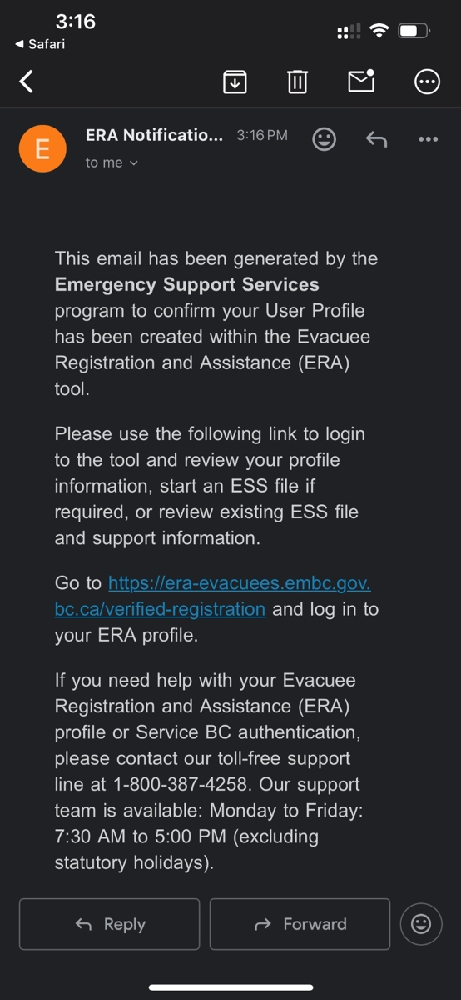 3:16
◀ Safari
E
ERA Notificatio... 3:16 PM
to me
This email has been generated by the
Emergency Support Services
program to confirm your User Profile
has been created within the Evacuee
Registration and Assistance (ERA)
tool.
Please use the following link to login
to the tool and review your profile
information, start an ESS file if
required, or review existing ESS file
and support information.
Go to https://era-evacuees.embc.gov.
bc.ca/verified-registration and log in to
your ERA profile.
If you need help with your Evacuee
Registration and Assistance (ERA)
profile or Service BC authentication,
please contact our toll-free support
line at 1-800-387-4258. Our support
team is available: Monday to Friday:
7:30 AM to 5:00 PM (excluding
statutory holidays).
Reply
Forward